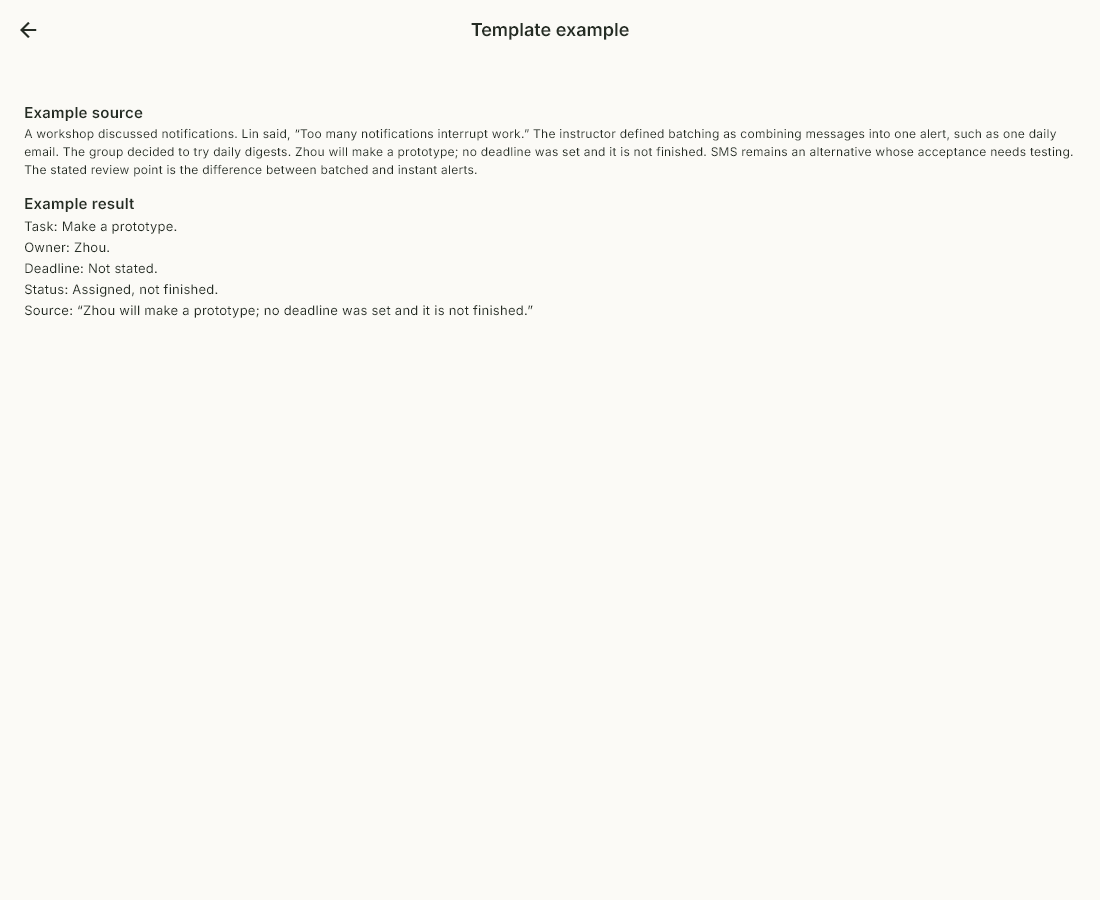 Template example
Example source
A workshop discussed notifications. Lin said, “Too many notifications interrupt work.” The instructor defined batching as combining messages into one alert, such as one daily
email. The group decided to try daily digests. Zhou will make a prototype; no deadline was set and it is not finished. SMS remains an alternative whose acceptance needs testing.
The stated review point is the difference between batched and instant alerts.
Example result
Task: Make a prototype.
Owner: Zhou.
Deadline: Not stated.
Status: Assigned, not finished.
Source: “Zhou will make a prototype; no deadline was set and it is not finished.”